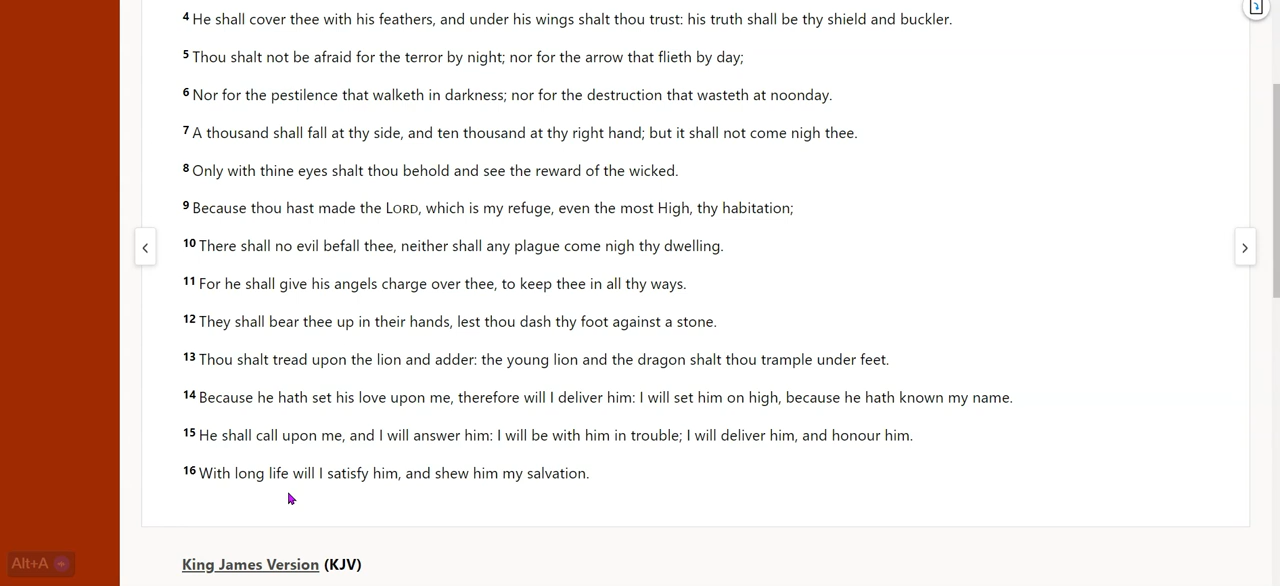 4 He shall cover thee with his feathers, and under his wings shalt thou trust: his truth shall be thy shield and buckler.
5 Thou shalt not be afraid for the terror by night; nor for the arrow that flieth by day;
6 Nor for the pestilence that walketh in darkness; nor for the destruction that wasteth at noonday.
7 A thousand shall fall at thy side, and ten thousand at thy right hand; but it shall not come nigh thee.
8 Only with thine eyes shalt thou behold and see the reward of the wicked.
9 Because thou hast made the LORD, which is my refuge, even the most High, thy habitation;
10 There shall no evil befall thee, neither shall any plague come nigh thy dwelling.
11 For he shall give his angels charge over thee, to keep thee in all thy ways.
12 They shall bear thee up in their hands, lest thou dash thy foot against a stone.
13 Thou shalt tread upon the lion and adder: the young lion and the dragon shalt thou trample under feet.
14 Because he hath set his love upon me, therefore will I deliver him: I will set him on high, because he hath known my name.
15 He shall call upon me, and I will answer him: I will be with him in trouble; I will deliver him, and honour him.
16 With long life will I satisfy him, and shew him my salvation.
King James Version (KJV)
Alt+A